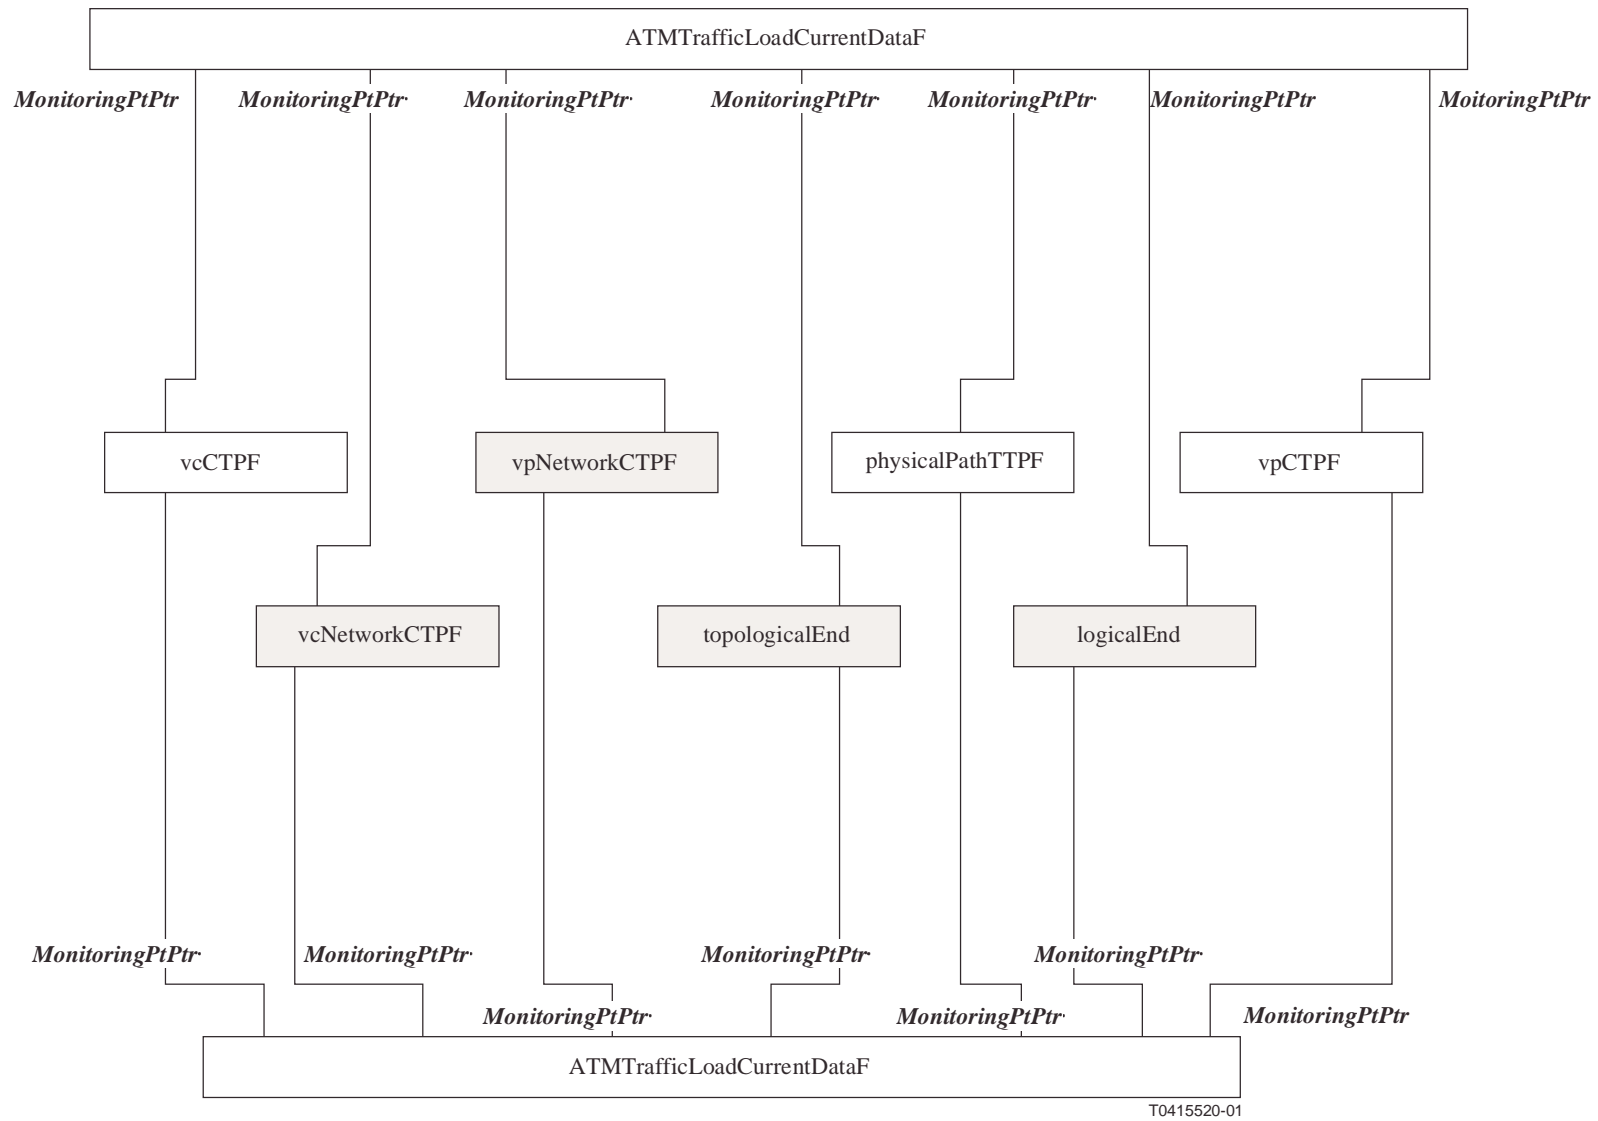 ATMTrafficLoadCurrentDataF
MonitoringPtPtr MonitoringPtPtr MonitoringPtPtr MonitoringPtPtr MonitoringPtPtr MonitoringPtPtr MoitoringPtPtr
vcCTPF vpNetworkCTPF physicalPathTTPF vpCTPF
vcNetworkCTPF topologicalEnd logicalEnd
MonitoringPtPtr MonitoringPtPtr MonitoringPtPtr MonitoringPtPtr
MonitoringPtPtr MonitoringPtPtr MonitoringPtPtr
ATMTrafficLoadCurrentDataF
T0415520-01